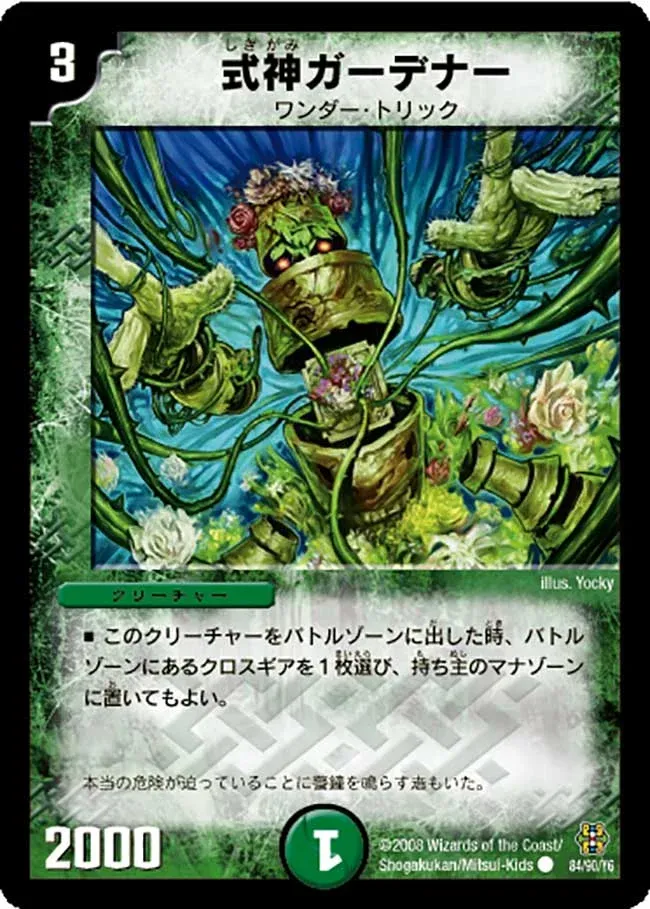 3
しきがみ
式神ガーデナー
ワンダー・トリック
illus. Yocky
クリーチャー
■ このクリーチャーをバトルゾーンに出した時、バトル
ゾーンにあるクロスギアを1枚選び、持ち主のマナゾーン
に置いてもよい。
本当の危険が迫っていることに警鐘を鳴らす者もいた。
2000
1
©2008 Wizards of the Coast/
Shogakukan/Mitsui-Kids
84/90/Y6